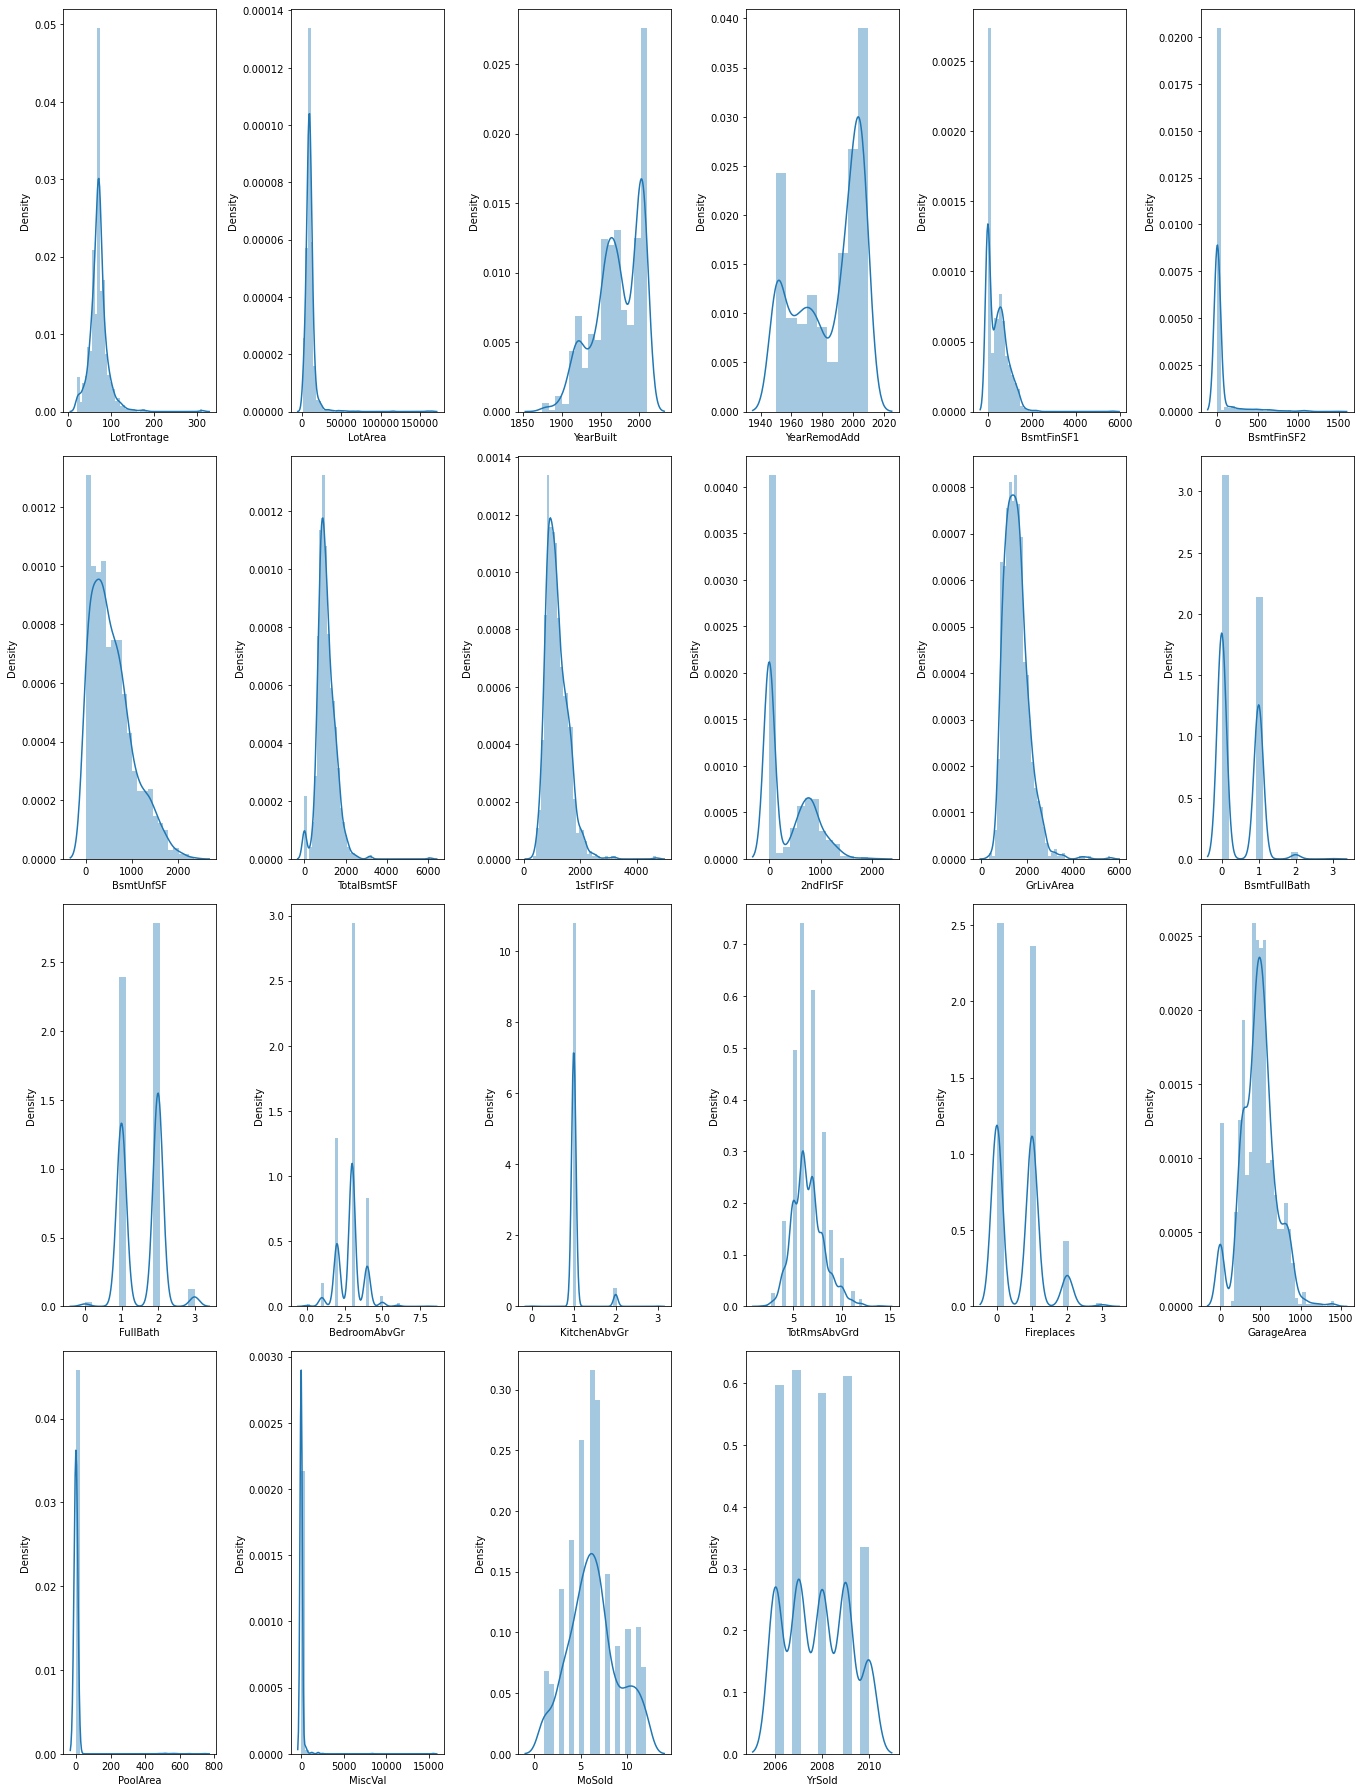 0.05
0.04
0.03
0.02
0.01
0.00
Density
0 100 200 300
LotFrontage
0.00014
0.00012
0.00010
0.00008
0.00006
0.00004
0.00002
0.00000
Density
0 50000 100000 150000
LotArea
0.025
0.020
0.015
0.010
0.005
0.000
Density
1850 1900 1950 2000
YearBuilt
0.040
0.035
0.030
0.025
0.020
0.015
0.010
0.005
0.000
Density
1940 1960 1980 2000 2020
YearRemodAdd
0.0025
0.0020
0.0015
0.0010
0.0005
0.0000
Density
0 2000 4000 6000
BsmtFinSF1
0.0200
0.0175
0.0150
0.0125
0.0100
0.0075
0.0050
0.0025
0.0000
Density
0 500 1000 1500
BsmtFinSF2
0.0012
0.0010
0.0008
0.0006
0.0004
0.0002
0.0000
Density
0 1000 2000
BsmtUnfSF
0.0012
0.0010
0.0008
0.0006
0.0004
0.0002
0.0000
Density
0 2000 4000 6000
TotalBsmtSF
0.0014
0.0012
0.0010
0.0008
0.0006
0.0004
0.0002
0.0000
Density
0 2000 4000
1stFlrSF
0.0040
0.0035
0.0030
0.0025
0.0020
0.0015
0.0010
0.0005
0.0000
Density
0 1000 2000
2ndFlrSF
0.0008
0.0007
0.0006
0.0005
0.0004
0.0003
0.0002
0.0001
0.0000
Density
0 2000 4000 6000
GrLivArea
3.0
2.5
2.0
1.5
1.0
0.5
0.0
Density
0 1 2 3
BsmtFullBath
2.5
2.0
1.5
1.0
0.5
0.0
Density
0 1 2 3
FullBath
3.0
2.5
2.0
1.5
1.0
0.5
0.0
Density
0.0 2.5 5.0 7.5
BedroomAbvGr
10
8
6
4
2
0
Density
0 1 2 3
KitchenAbvGr
0.7
0.6
0.5
0.4
0.3
0.2
0.1
0.0
Density
5 10 15
TotRmsAbvGrd
2.5
2.0
1.5
1.0
0.5
0.0
Density
0 1 2 3
Fireplaces
0.0025
0.0020
0.0015
0.0010
0.0005
0.0000
Density
0 500 1000 1500
GarageArea
0.04
0.03
0.02
0.01
0.00
Density
0 200 400 600 800
PoolArea
0.0030
0.0025
0.0020
0.0015
0.0010
0.0005
0.0000
Density
0 5000 10000 15000
MiscVal
0.30
0.25
0.20
0.15
0.10
0.05
0.00
Density
0 5 10
MoSold
0.6
0.5
0.4
0.3
0.2
0.1
0.0
Density
2006 2008 2010
YrSold